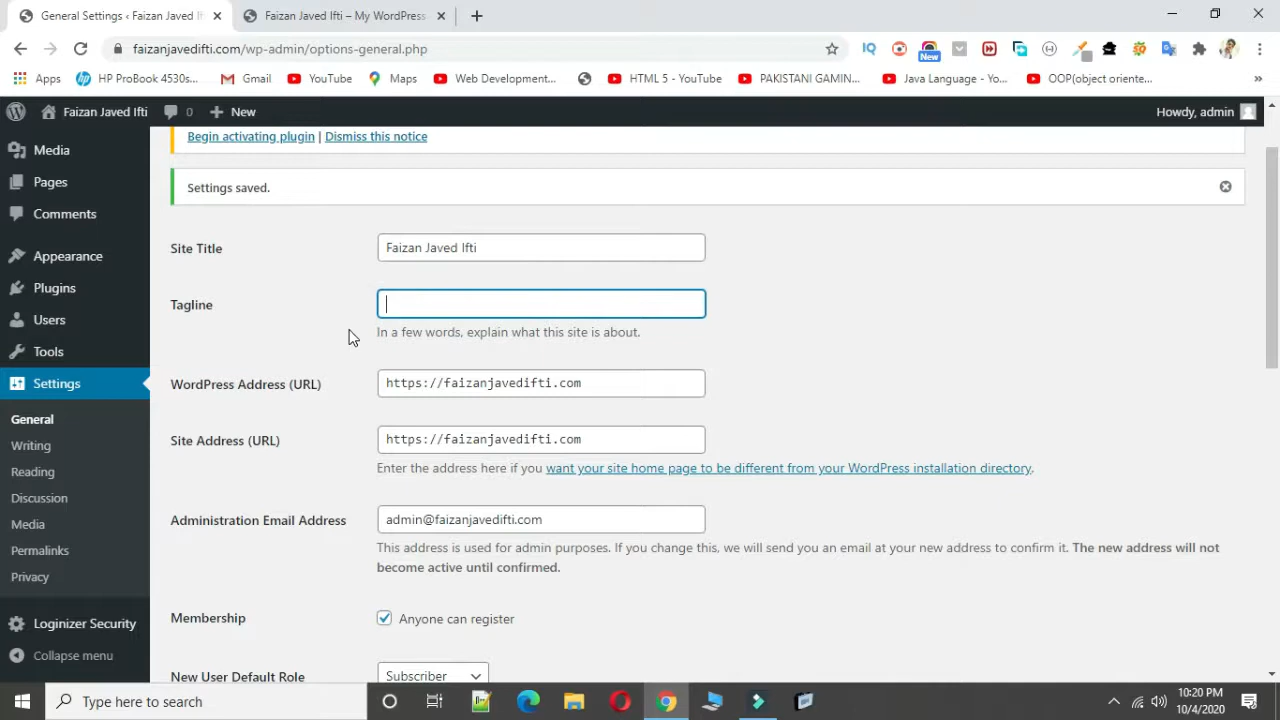 General Settings ‹ Faizan Javed If
Faizan Javed Ifti – My WordPress
faizanjavedifti.com/wp-admin/options-general.php
New
Apps
HP ProBook 4530s...
Gmail
YouTube
Maps
Web Development...
HTML 5 - YouTube
PAKISTANI GAMIN...
Java Language - Yo...
OOP(object oriente...
»
Faizan Javed Ifti
0
New
Howdy, admin
Begin activating plugin | Dismiss this notice
Media
Pages
Comments
Appearance
Plugins
Users
Tools
Settings
General
Writing
Reading
Discussion
Media
Permalinks
Privacy
Loginizer Security
Collapse menu
Settings saved.
Site Title
Faizan Javed Ifti
Tagline
In a few words, explain what this site is about.
WordPress Address (URL)
https://faizanjavedifti.com
Site Address (URL)
https://faizanjavedifti.com
Enter the address here if you want your site home page to be different from your WordPress installation directory.
Administration Email Address
admin@faizanjavedifti.com
This address is used for admin purposes. If you change this, we will send you an email at your new address to confirm it. The new address will not
become active until confirmed.
Membership
Anyone can register
New User Default Role
Subscriber
Type here to search
10:20 PM
10/4/2020